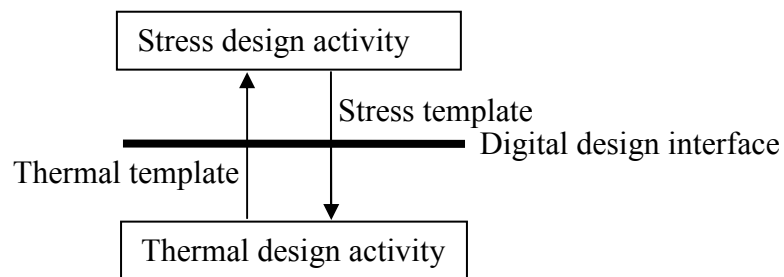 Stress design activity
Stress template
Digital design interface
Thermal template
Thermal design activity